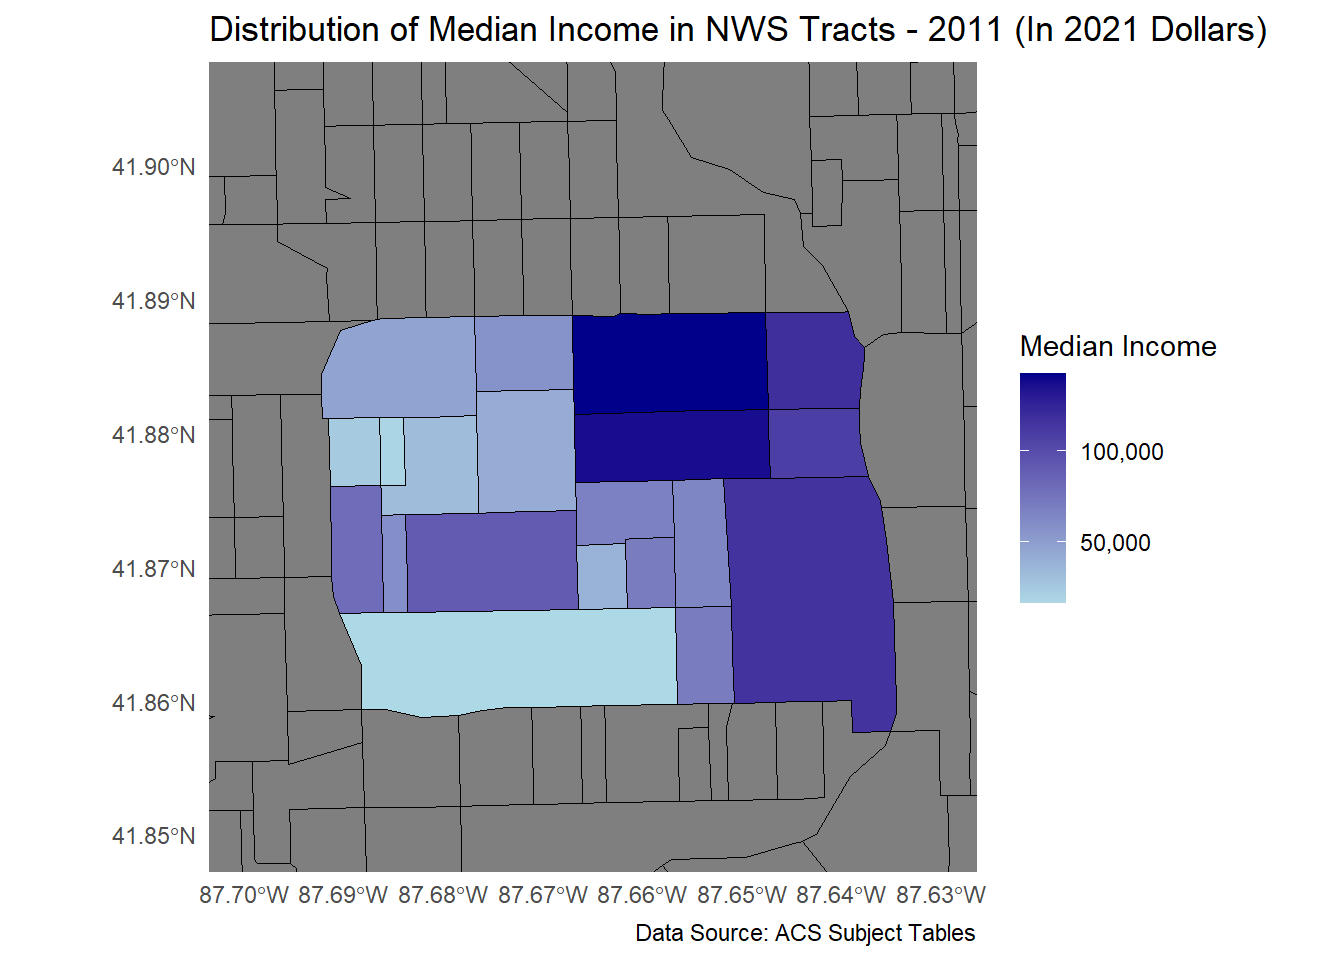 Distribution of Median Income in NWS Tracts - 2011 (In 2021 Dollars)
41.90°N
41.89°N
41.88°N
41.87°N
41.86°N
41.85°N
87.70°W 87.69°W 87.68°W 87.67°W 87.66°W 87.65°W 87.64°W 87.63°W
Median Income
100,000
50,000
Data Source: ACS Subject Tables